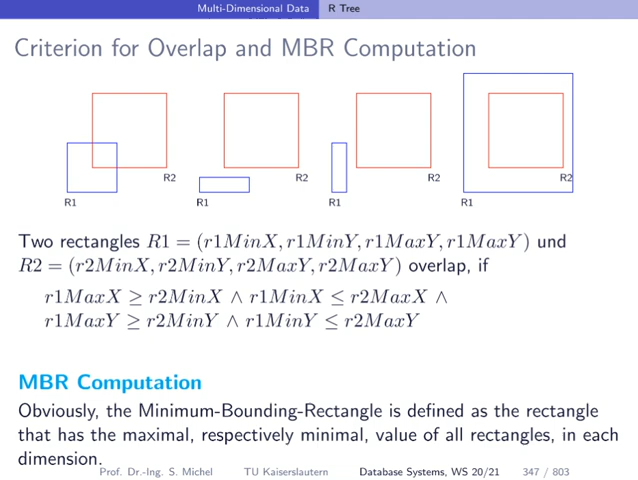 Multi-Dimensional Data R Tree
Criterion for Overlap and MBR Computation
R2 R2 R2 R2
R1 R1 R1 R1
Two rectangles R1 = (r1MinX, r1MinY, r1MaxY, r1MaxY) und
R2 = (r2MinX, r2MinY, r2MaxY, r2MaxY) overlap, if
r1MaxX ≥ r2MinX ∧ r1MinX ≤ r2MaxX ∧
r1MaxY ≥ r2MinY ∧ r1MinY ≤ r2MaxY
MBR Computation
Obviously, the Minimum-Bounding-Rectangle is defined as the rectangle
that has the maximal, respectively minimal, value of all rectangles, in each
dimension.
Prof. Dr.-Ing. S. Michel TU Kaiserslautern Database Systems, WS 20/21 347 / 803